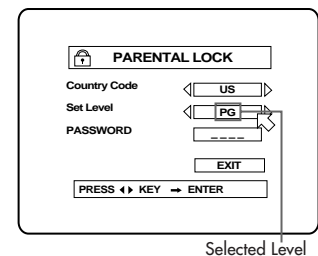 PARENTAL LOCK
Country Code US
Set Level PG
PASSWORD _ _ _ _
EXIT
PRESS ◂ ▸ KEY → ENTER
Selected Level